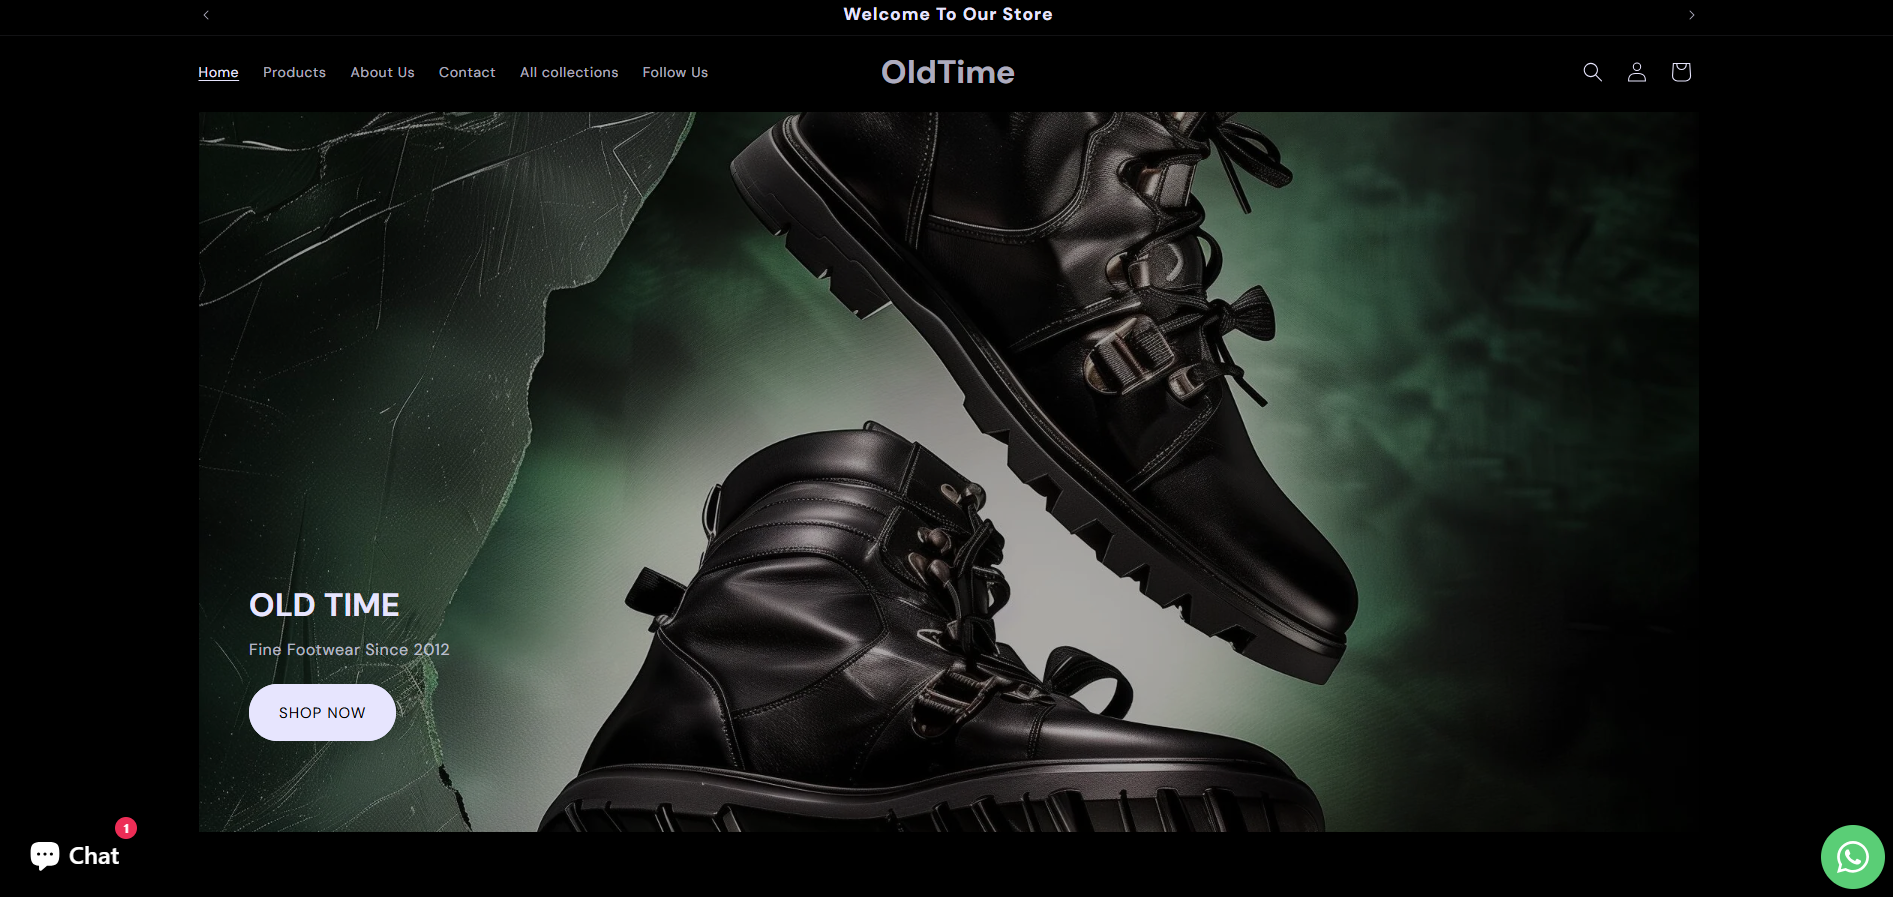 Welcome To Our Store
Home Products About Us Contact All collections Follow Us
OldTime
OLD TIME
Fine Footwear Since 2012
SHOP NOW
1
Chat